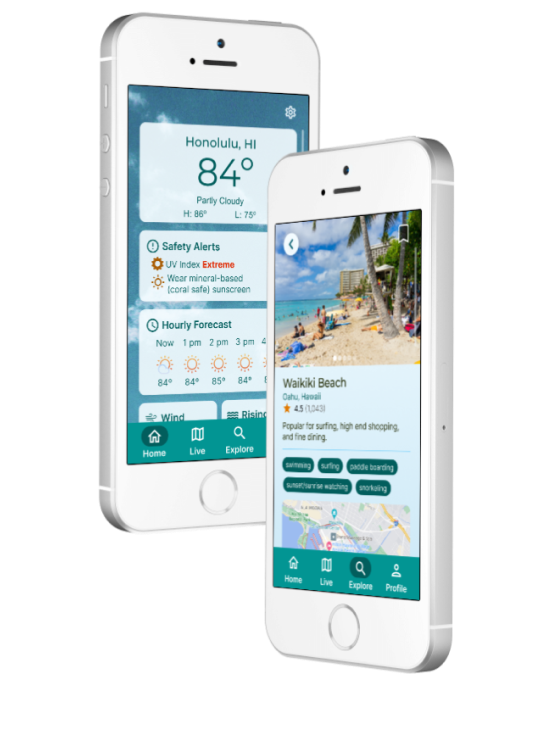 Honolulu, HI
84°
Partly Cloudy
H: 86° L: 75°
Safety Alerts
UV Index Extreme
Wear mineral-based
(coral safe) sunscreen
Hourly Forecast
Now 1 pm 2 pm 3 pm 4
84° 84° 85° 84° 8
Wind Rising
Home Live Explore
Waikiki Beach
Oahu, Hawaii
4.5 (1,043)
Popular for surfing, high end shopping,
and fine dining.
swimming surfing paddle boarding
sunset/sunrise watching snorkeling
Home Live Explore Profile